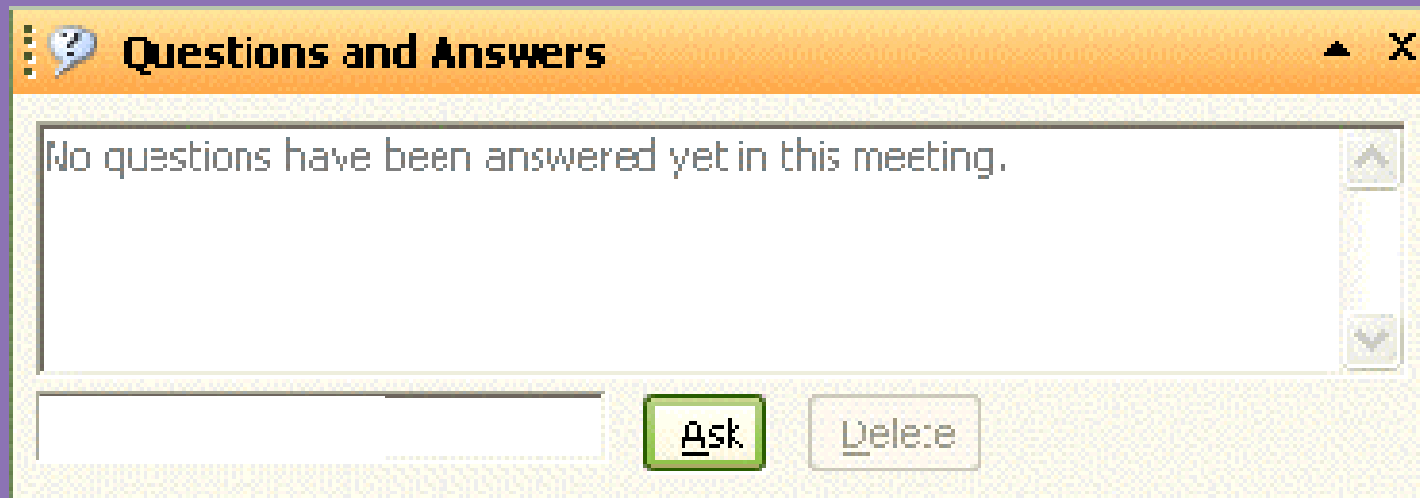 Questions and Answers
No questions have been answered yet in this meeting.
Ask
Delete